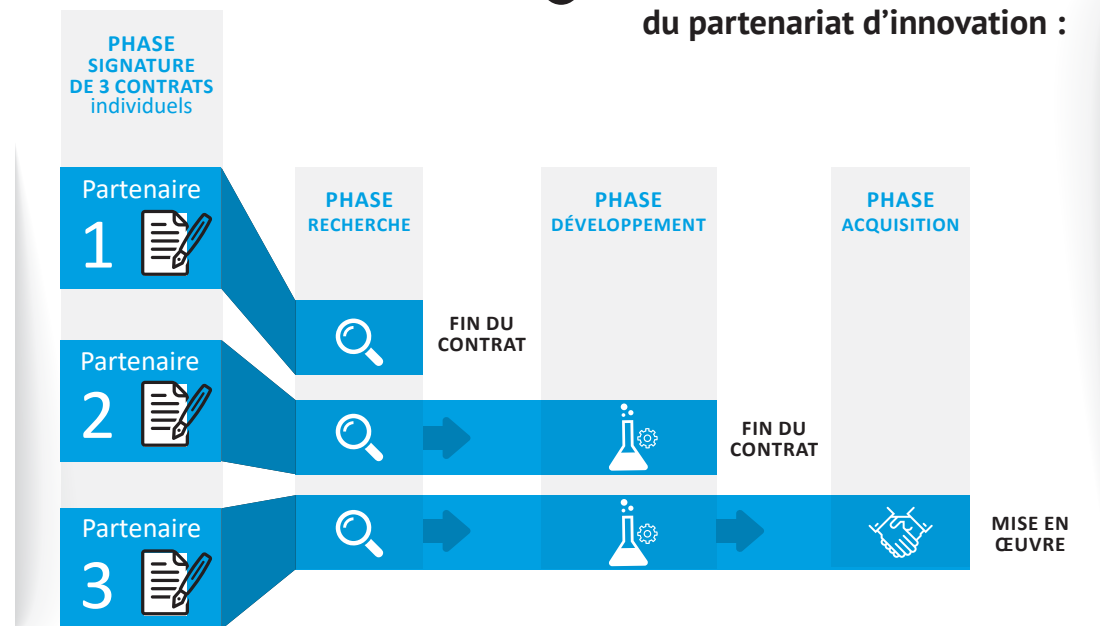 du partenariat d’innovation :
PHASE
SIGNATURE
DE 3 CONTRATS
individuels
Partenaire
1
PHASE
RECHERCHE
PHASE
DÉVELOPPEMENT
PHASE
ACQUISITION
FIN DU
CONTRAT
Partenaire
2
FIN DU
CONTRAT
Partenaire
3
MISE EN
ŒUVRE